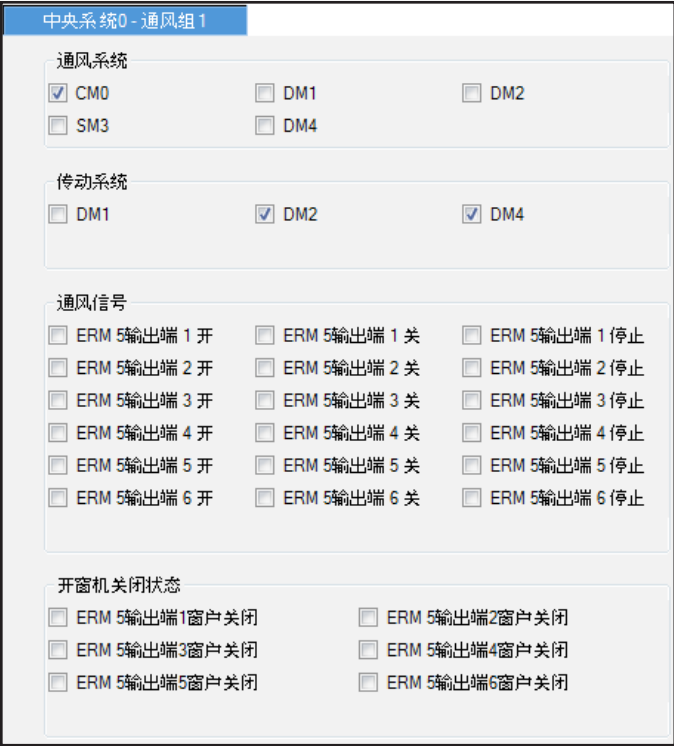 中央系统0 - 通风组1
通风系统
CM0 DM1 DM2
SM3 DM4
传动系统
DM1 DM2 DM4
通风信号
ERM 5输出端 1 开 ERM 5输出端 1 关 ERM 5输出端 1 停止
ERM 5输出端 2 开 ERM 5输出端 2 关 ERM 5输出端 2 停止
ERM 5输出端 3 开 ERM 5输出端 3 关 ERM 5输出端 3 停止
ERM 5输出端 4 开 ERM 5输出端 4 关 ERM 5输出端 4 停止
ERM 5输出端 5 开 ERM 5输出端 5 关 ERM 5输出端 5 停止
ERM 5输出端 6 开 ERM 5输出端 6 关 ERM 5输出端 6 停止
开窗机关闭状态
ERM 5输出端1窗户关闭 ERM 5输出端2窗户关闭
ERM 5输出端3窗户关闭 ERM 5输出端4窗户关闭
ERM 5输出端5窗户关闭 ERM 5输出端6窗户关闭